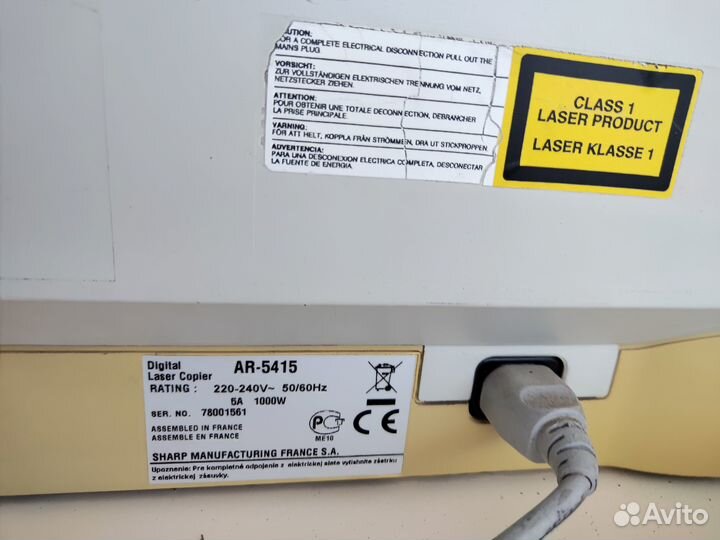 UTION:
OR A COMPLETE ELECTRICAL DISCONNECTION PULL OUT THE
MAINS PLUG.
VORSICHT:
ZUR VOLLSTÄNDIGEN ELEKTRISCHEN TRENNUNG VOM NETZ,
NETZSTECKER ZIEHEN.
ATTENTION:
POUR OBTENIR UNE TOTALE DECONNECTION, DEBRANCHER
LA PRISE PRINCIPALE.
VARNING:
FÖR ATT HELT, KOPPLA FRÅN STRÖMMEN, DRA UT STICKPROPPEN
ADVERTENCIA:
PARA UNA DESCONEXION ELECTRICA COMPLETA, DESCONECTAR
LA FUENTE DE ENERGIA.
CLASS 1
LASER PRODUCT
LASER KLASSE 1
Digital
Laser Copier AR-5415
RATING : 220-240V~ 50/60Hz
5A 1000W
SER. NO. 78001561
ASSEMBLED IN FRANCE
ASSEMBLE EN FRANCE
ME10
CE
SHARP MANUFACTURING FRANCE S.A.
Upoznenie: Pre kompletné odpojenie z elektrickej siete vytiahnite zástrčku
z elektrickej zásuvky.
Avito